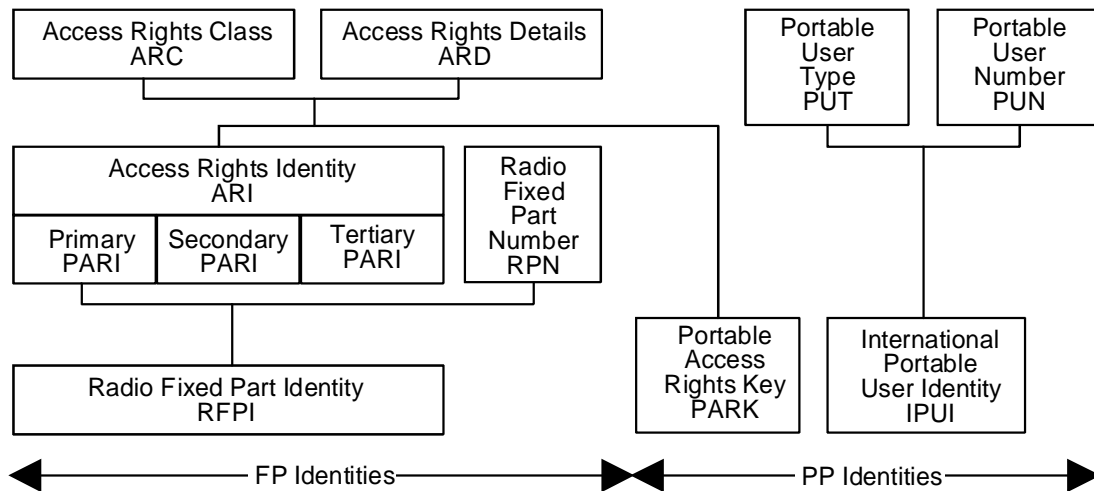 Access Rights Class
ARC
Access Rights Details
ARD
Portable
User
Type
PUT
Portable
User
Number
PUN
Access Rights Identity
ARI
Primary
PARI
Secondary
PARI
Tertiary
PARI
Radio
Fixed
Part
Number
RPN
Radio Fixed Part Identity
RFPI
Portable
Access
Rights Key
PARK
International
Portable
User Identity
IPUI
FP Identities
PP Identities